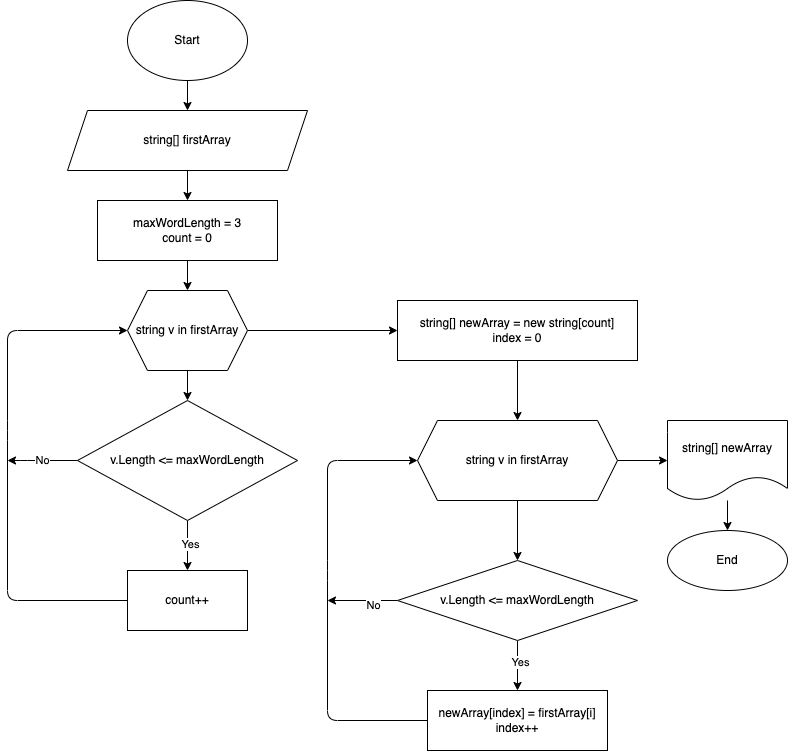 Start
string[] firstArray
maxWordLength = 3
count = 0
string v in firstArray
v.Length <= maxWordLength
No
Yes
count++
string[] newArray = new string[count]
index = 0
string v in firstArray
v.Length <= maxWordLength
No
Yes
newArray[index] = firstArray[i]
index++
string[] newArray
End